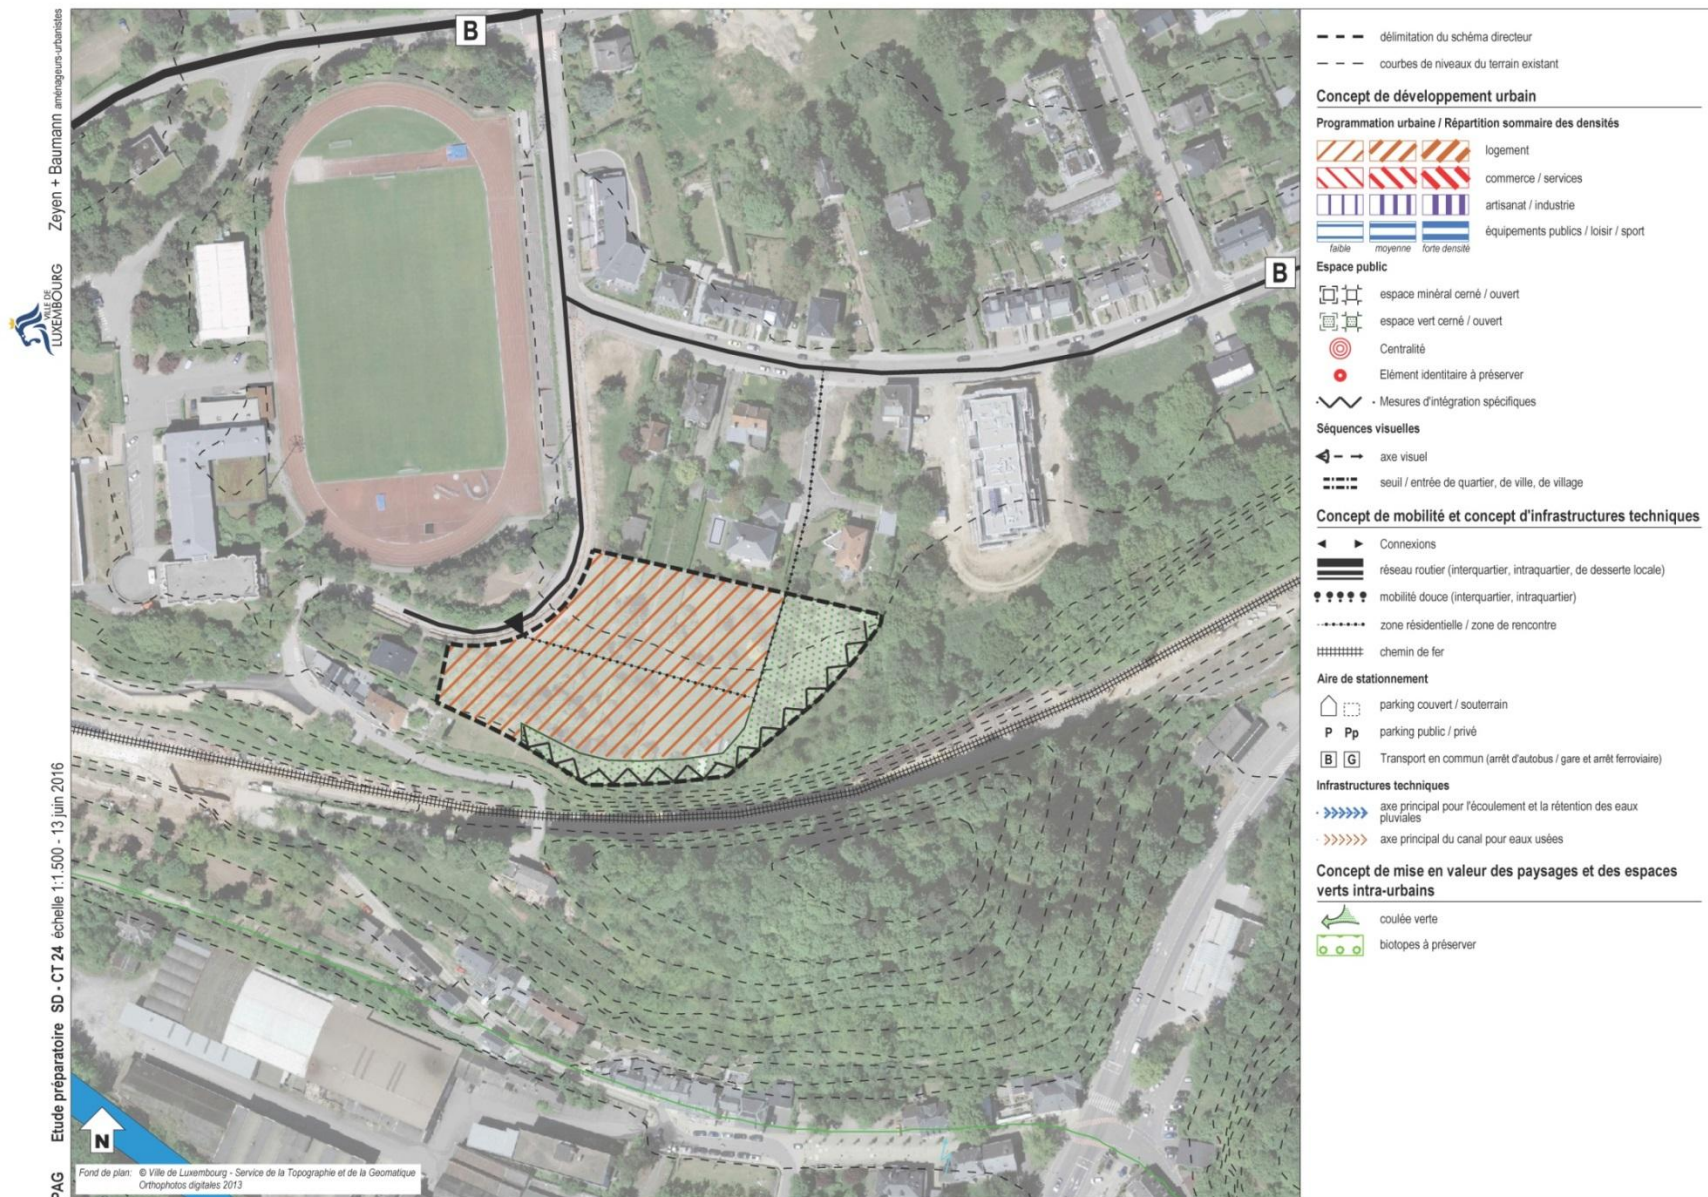 Zeyen + Baumann aménageurs-urbanistes
VILLE DE
LUXEMBOURG
PAG Etude préparatoire SD - CT 24 échelle 1:1.500 - 13 juin 2016
B
B
N
Fond de plan: © Ville de Luxembourg - Service de la Topographie et de la Geomatique
Orthophotos digitales 2013
délimitation du schéma directeur
courbes de niveaux du terrain existant
Concept de développement urbain
Programmation urbaine / Répartition sommaire des densités
logement
commerce / services
artisanat / industrie
équipements publics / loisir / sport
faible moyenne forte densité
Espace public
espace minéral cerné / ouvert
espace vert cerné / ouvert
Centralité
Elément identitaire à préserver
Mesures d'intégration spécifiques
Séquences visuelles
axe visuel
seuil / entrée de quartier, de ville, de village
Concept de mobilité et concept d'infrastructures techniques
Connexions
réseau routier (interquartier, intraquartier, de desserte locale)
mobilité douce (interquartier, intraquartier)
zone résidentielle / zone de rencontre
chemin de fer
Aire de stationnement
parking couvert / souterrain
P Pp parking public / privé
B G Transport en commun (arrêt d'autobus / gare et arrêt ferroviaire)
Infrastructures techniques
axe principal pour l'écoulement et la rétention des eaux
pluviales
axe principal du canal pour eaux usées
Concept de mise en valeur des paysages et des espaces
verts intra-urbains
coulée verte
biotopes à préserver